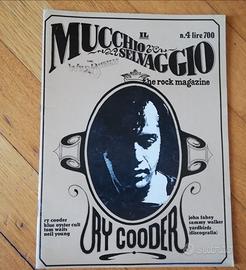 IL
MUCCHIO
SELVAGGIO
n.4 lire 700
the rock magazine
ry cooder
blue oyster cult
tom waits
neil young
john fahey
sammy walker
yardbirds
(discografia)
RY COODER